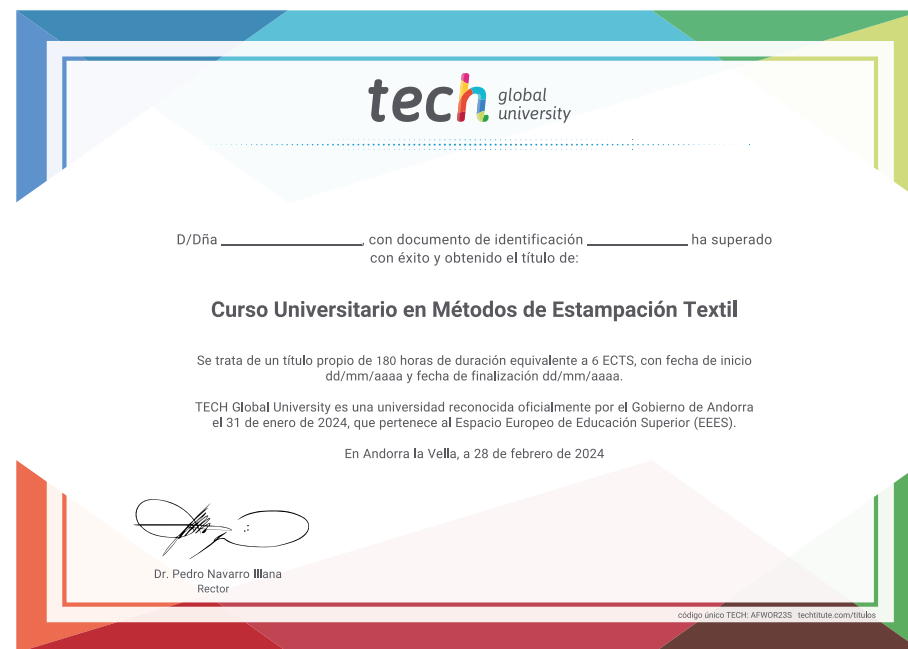 tech global university
D/Dña ________________, con documento de identificación ____________ ha superado
con éxito y obtenido el título de:
Curso Universitario en Métodos de Estampación Textil
Se trata de un título propio de 180 horas de duración equivalente a 6 ECTS, con fecha de inicio
dd/mm/aaaa y fecha de finalización dd/mm/aaaa.
TECH Global University es una universidad reconocida oficialmente por el Gobierno de Andorra
el 31 de enero de 2024, que pertenece al Espacio Europeo de Educación Superior (EEES).
En Andorra la Vella, a 28 de febrero de 2024
Dr. Pedro Navarro Illana
Rector
código único TECH: AFWOR23S techtitute.com/titulos